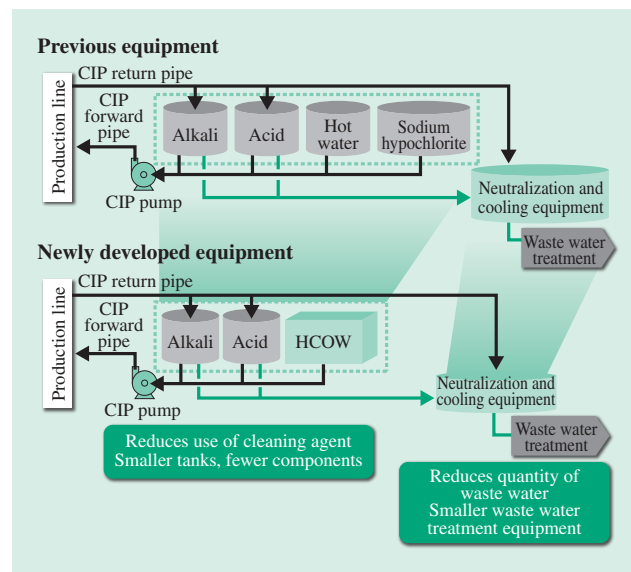 Previous equipment
CIP return pipe
Production line
CIP
forward
pipe
Alkali
Acid
Hot
water
Sodium
hypochlorite
CIP pump
Neutralization and
cooling equipment
Waste water
treatment
Newly developed equipment
CIP return pipe
Production line
CIP
forward
pipe
Alkali
Acid
HCOW
CIP pump
Neutralization and
cooling equipment
Waste water
treatment
Reduces use of cleaning agent
Smaller tanks, fewer components
Reduces quantity of
waste water
Smaller waste water
treatment equipment